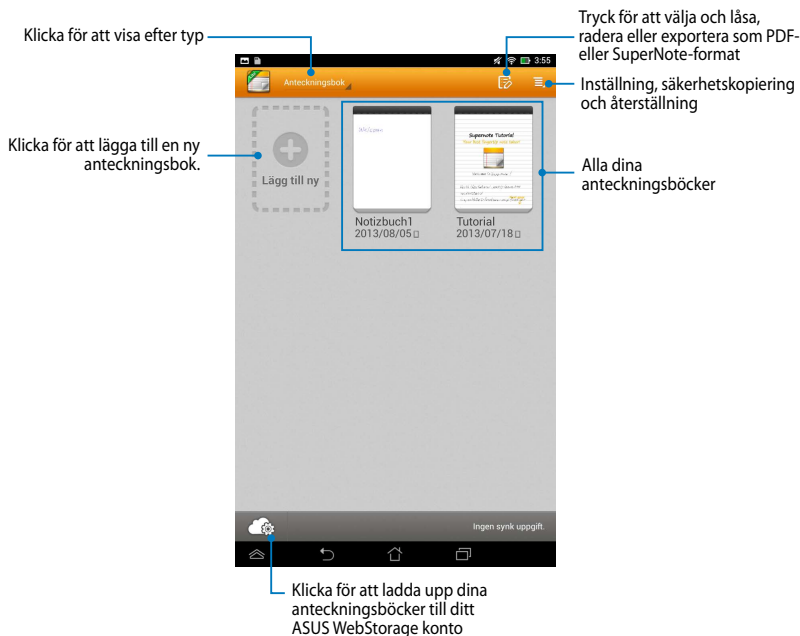 Tryck för att välja och låsa,
radera eller exportera som PDF-
eller SuperNote-format
Klicka för att visa efter typ
3:55
Anteckningsbok
Inställning, säkerhetskopiering
och återställning
Klicka för att lägga till en ny
anteckningsbok.
Lägg till ny
Supernote Tutorial
Alla dina
anteckningsböcker
Notizbuch1
2013/08/05
Tutorial
2013/07/18
Ingen synk uppgift.
Klicka för att ladda upp dina
anteckningsböcker till ditt
ASUS WebStorage konto